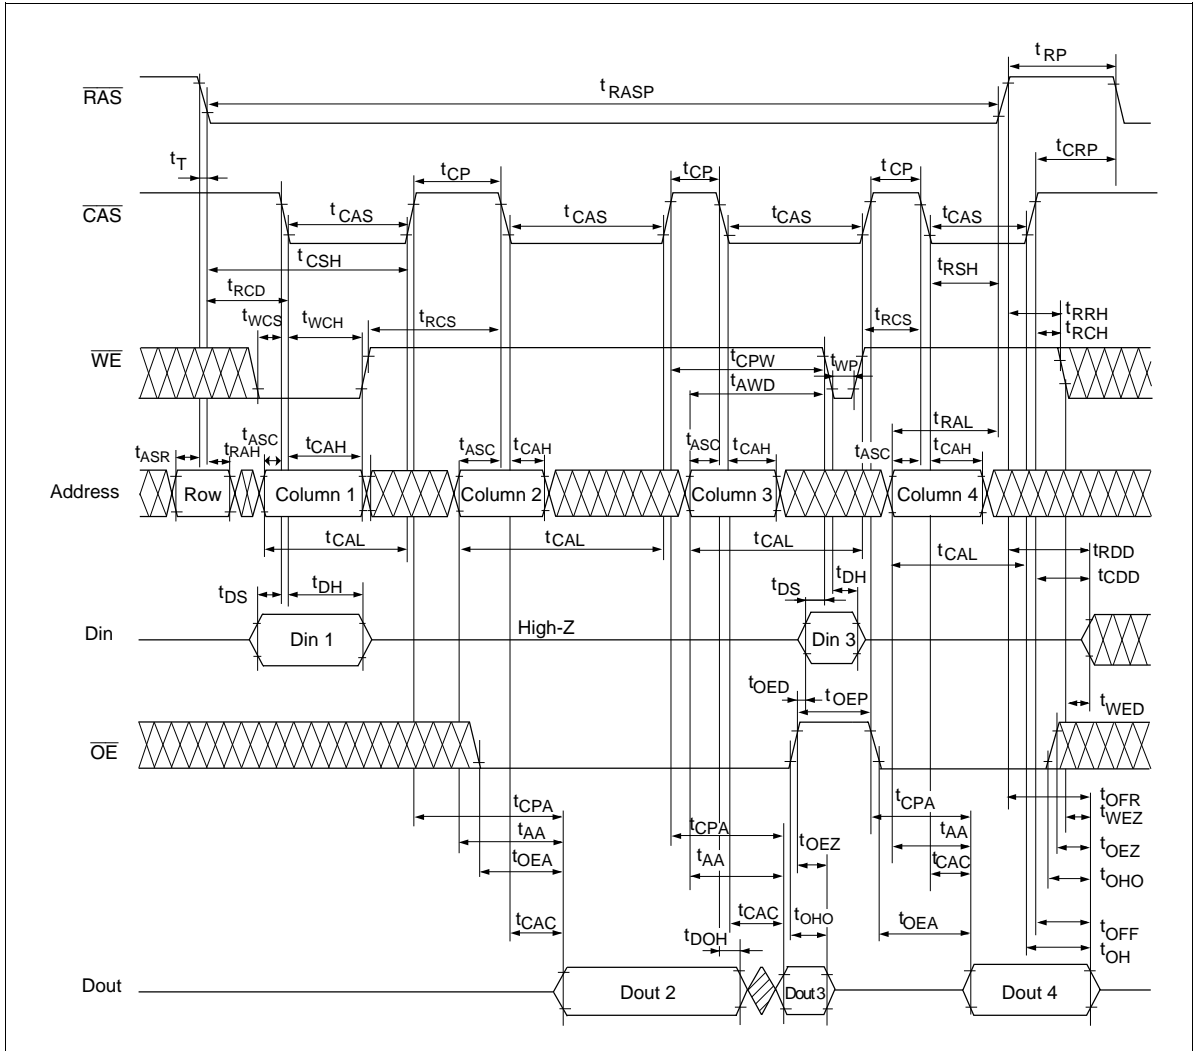 tRP
RAS
tRASP
tT
tCP tCP tCP tCRP
CAS
tCAS tCAS tCAS tCAS
tCSH tRSH
tRCD
tWCS tWCH tRCS tRCS tRRH
tRCH
WE
tCPW tWP
tAWD
tASC tRAL
tASR tRAH tCAH tASC tCAH tASC tCAH tASC tCAH
Address Row Column 1 Column 2 Column 3 Column 4
tCAL tCAL tCAL tCAL tRDD
tCDD
tDS tDH tDS tDH
Din Din 1 High-Z Din 3
tOED tOEP tWED
OE
tCPA tCPA tCPA tOFR
tWEZ
tAA tOEZ tAA tOEZ
tOEA tAA tCAC tOHO
tCAC tCAC tOHO tOEA tOFF
tDOH tOH
Dout Dout 2 Dout 3 Dout 4